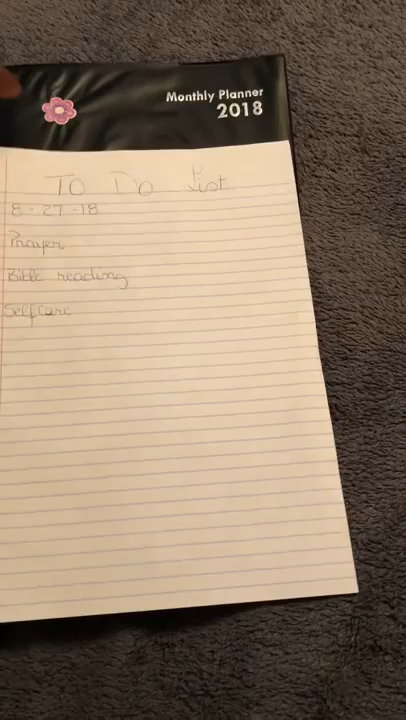 Monthly Planner
2018
To Do List
8-27-18
Prayer
Bible reading
Selfcare